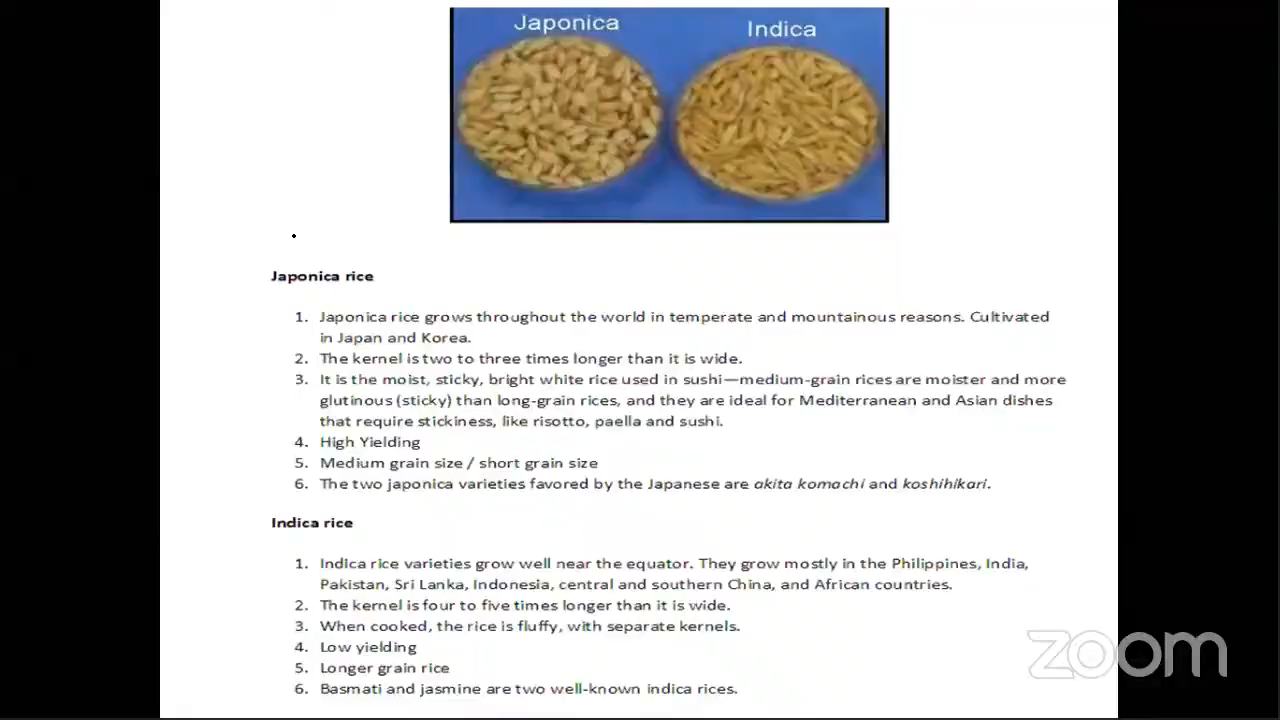 Japonica
Indica
Japonica rice
1. Japonica rice grows throughout the world in temperate and mountainous reasons. Cultivated
in Japan and Korea.
2. The kernel is two to three times longer than it is wide.
3. It is the moist, sticky, bright white rice used in sushi—medium-grain rices are moister and more
glutinous (sticky) than long-grain rices, and they are ideal for Mediterranean and Asian dishes
that require stickiness, like risotto, paella and sushi.
4. High Yielding
5. Medium grain size / short grain size
6. The two japonica varieties favored by the Japanese are akita komachi and koshihikari.
Indica rice
1. Indica rice varieties grow well near the equator. They grow mostly in the Philippines, India,
Pakistan, Sri Lanka, Indonesia, central and southern China, and African countries.
2. The kernel is four to five times longer than it is wide.
3. When cooked, the rice is fluffy, with separate kernels.
4. Low yielding
5. Longer grain rice
6. Basmati and jasmine are two well-known indica rices.
zoom